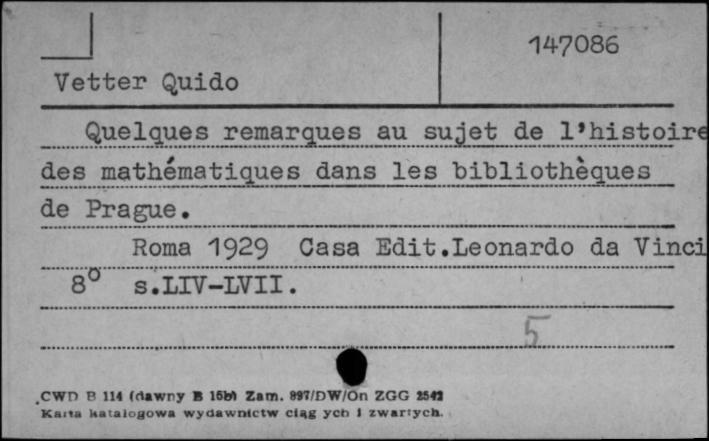 147086
Vetter Quido
Quelques remarques au sujet de l'histoire
des mathématiques dans les bibliothèques
de Prague.
Roma 1929 Casa Edit.Leonardo da Vinci
8° s.LIV-LVII.
5
CWD B 114 (dawny B 15b) Zam. 897/DW/On ZGG 2542
Karta katalogowa wydawnictw ciąg ych i zwartych.